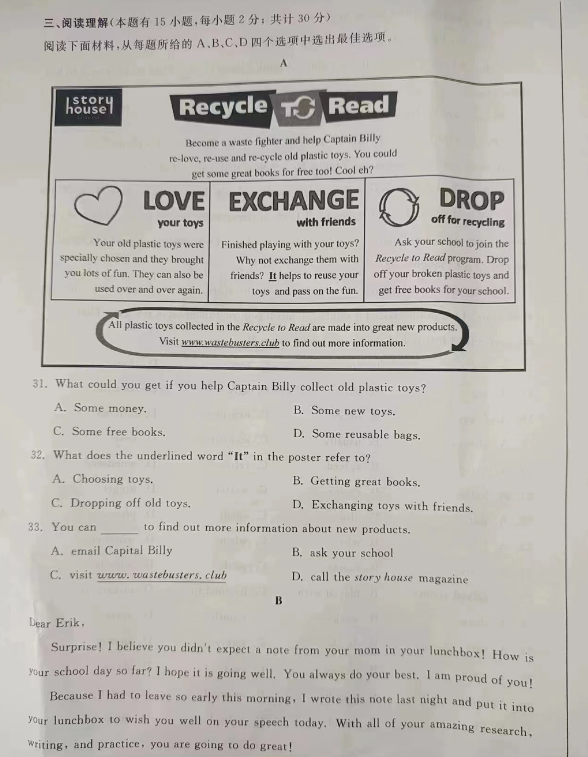 三、阅读理解(本题有 15 小题,每小题 2 分; 共计 30 分)
阅读下面材料,从每题所给的 A、B、C、D 四个选项中选出最佳选项。
A
story
house
Recycle TO Read
Become a waste fighter and help Captain Billy
re-love, re-use and re-cycle old plastic toys. You could
get some great books for free too! Cool eh?
LOVE
your toys
Your old plastic toys were
specially chosen and they brought
you lots of fun. They can also be
used over and over again.
EXCHANGE
with friends
Finished playing with your toys?
Why not exchange them with
friends? It helps to reuse your
toys and pass on the fun.
DROP
off for recycling
Ask your school to join the
Recycle to Read program. Drop
off your broken plastic toys and
get free books for your school.
All plastic toys collected in the Recycle to Read are made into great new products.
Visit www.wastebusters.club to find out more information.
31. What could you get if you help Captain Billy collect old plastic toys?
A. Some money. B. Some new toys.
C. Some free books. D. Some reusable bags.
32. What does the underlined word "It" in the poster refer to?
A. Choosing toys. B. Getting great books.
C. Dropping off old toys. D. Exchanging toys with friends.
33. You can ______ to find out more information about new products.
A. email Capital Billy B. ask your school
C. visit www.wastebusters.club D. call the story house magazine
B
Dear Erik,
Surprise! I believe you didn't expect a note from your mom in your lunchbox! How is
your school day so far? I hope it is going well. You always do your best. I am proud of you!
Because I had to leave so early this morning, I wrote this note last night and put it into
your lunchbox to wish you well on your speech today. With all of your amazing research,
writing, and practice, you are going to do great!